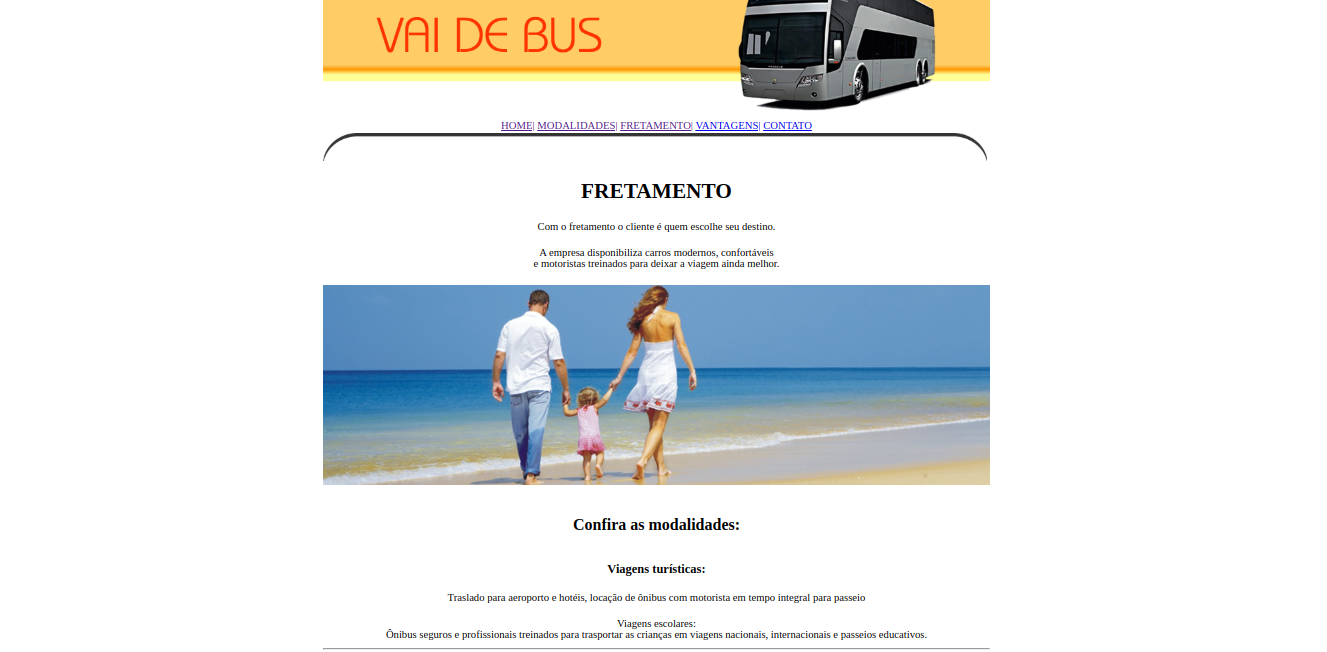 VAI DE BUS
HOME| MODALIDADES| FRETAMENTO| VANTAGENS| CONTATO
FRETAMENTO
Com o fretamento o cliente é quem escolhe seu destino.
A empresa disponibiliza carros modernos, confortáveis
e motoristas treinados para deixar a viagem ainda melhor.
Confira as modalidades:
Viagens turísticas:
Traslado para aeroporto e hotéis, locação de ônibus com motorista em tempo integral para passeio
Viagens escolares:
Ônibus seguros e profissionais treinados para trasportar as crianças em viagens nacionais, internacionais e passeios educativos.